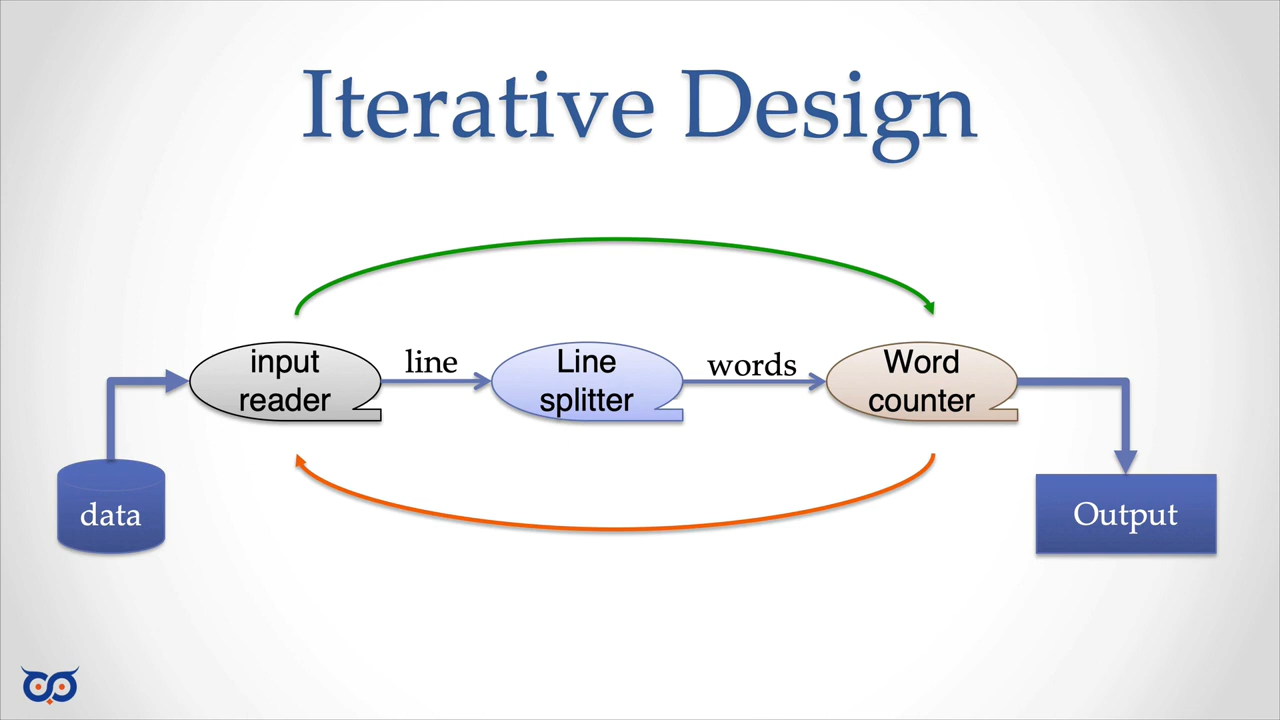 Iterative Design
input
reader
line
Line
splitter
words
Word
counter
data
Output